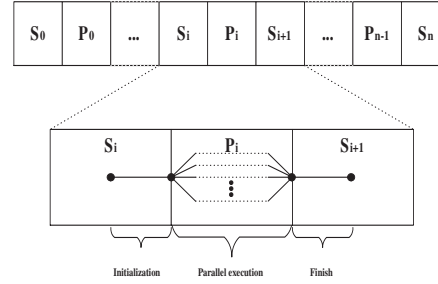 S0 P0 ... Si Pi Si+1 ... Pn-1 Sn
Si Pi Si+1
Initialization Parallel execution Finish